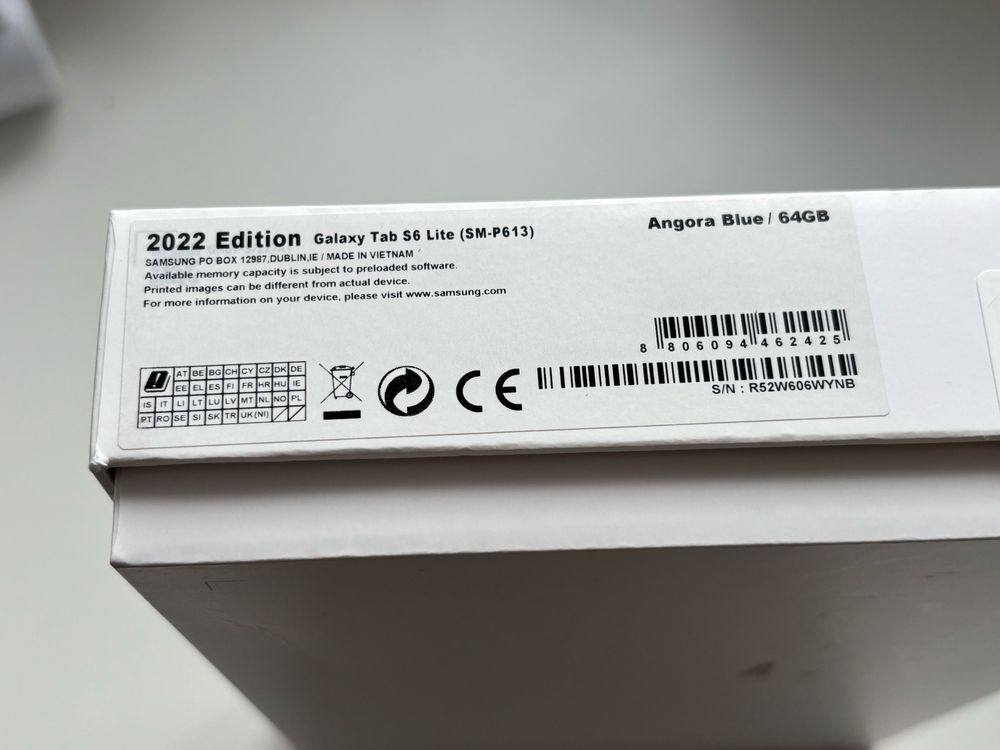 2022 Edition Galaxy Tab S6 Lite (SM-P613)
Angora Blue / 64GB
SAMSUNG PO BOX 12987,DUBLIN,IE / MADE IN VIETNAM
Available memory capacity is subject to preloaded software.
Printed images can be different from actual device.
For more information on your device, please visit www.samsung.com
8 806094 462425
S/N : R52W606WYNB
AT BE BG CH CY CZ DK DE
EE EL ES FI FR HR HU IE
IS IT LI LT LU LV MT NL NO PL
PT RO SE SI SK TR UK(NI)
CE